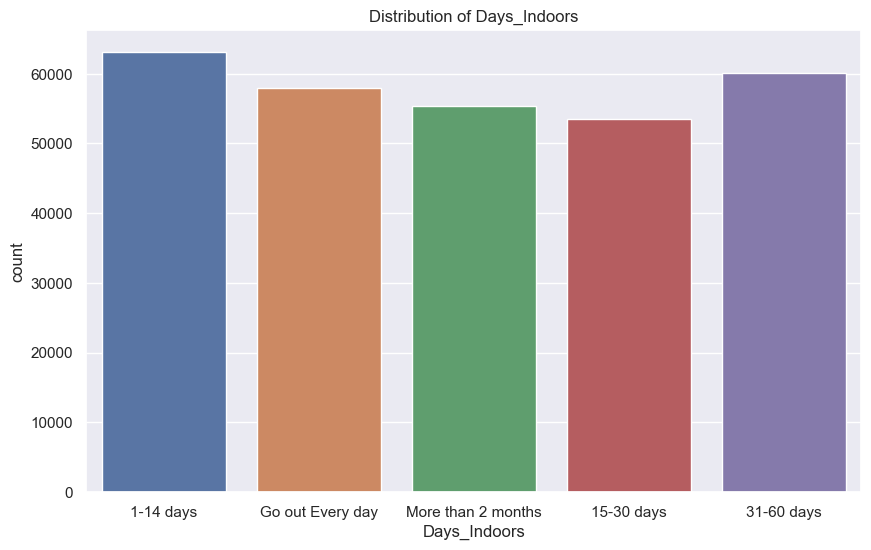 Distribution of Days_Indoors
count
60000
50000
40000
30000
20000
10000
0
1-14 days Go out Every day More than 2 months 15-30 days 31-60 days
Days_Indoors